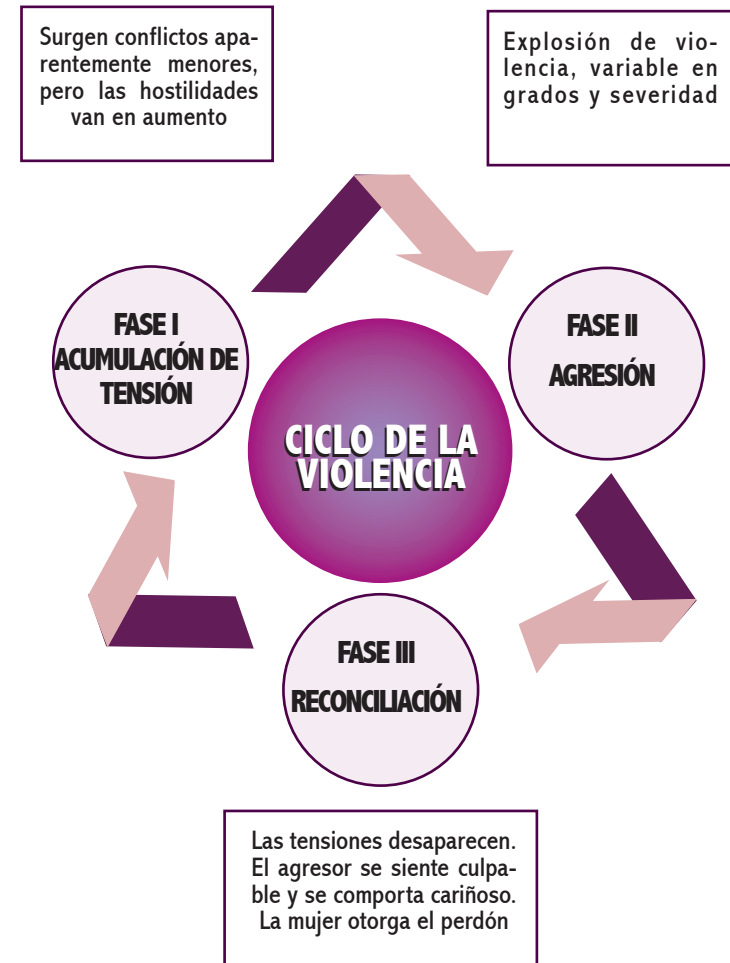 Surgen conflictos apa-
rentemente menores,
pero las hostilidades
van en aumento
Explosión de vio-
lencia, variable en
grados y severidad
FASE I
ACUMULACIÓN DE
TENSIÓN
FASE II
AGRESIÓN
CICLO DE LA
VIOLENCIA
FASE III
RECONCILIACIÓN
Las tensiones desaparecen.
El agresor se siente culpa-
ble y se comporta cariñoso.
La mujer otorga el perdón